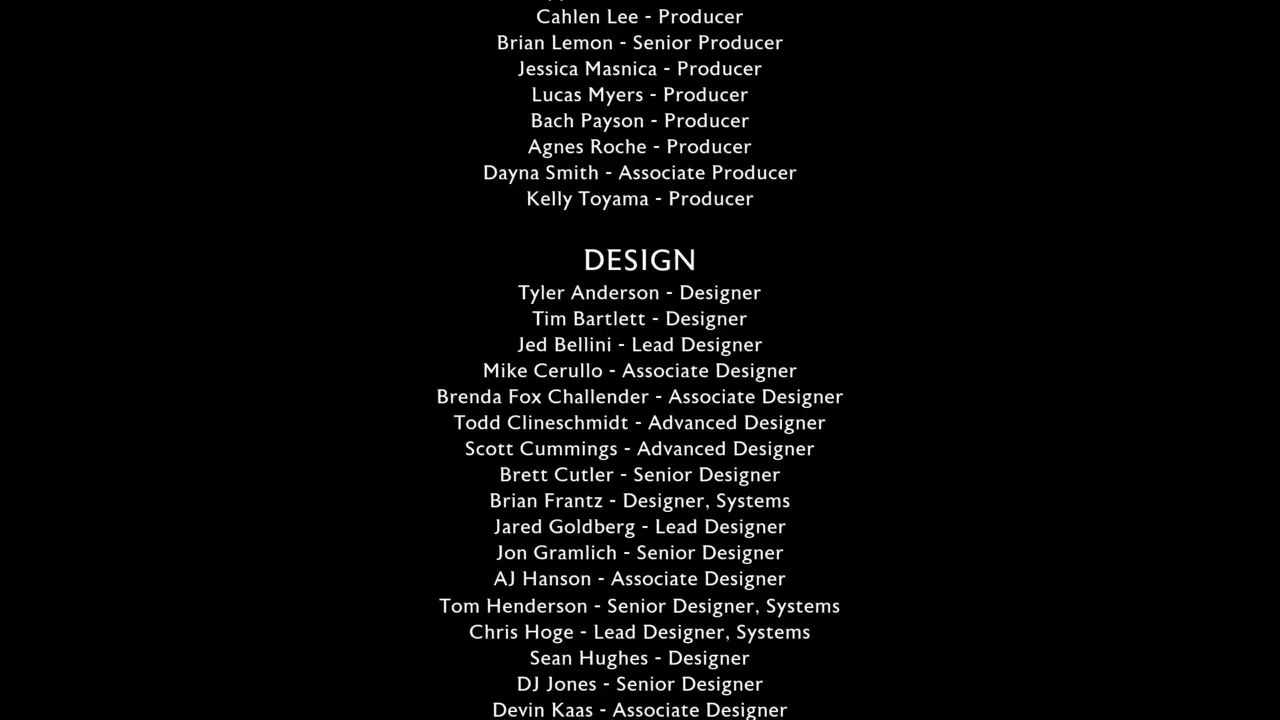 Cahlen Lee - Producer
Brian Lemon - Senior Producer
Jessica Masnica - Producer
Lucas Myers - Producer
Bach Payson - Producer
Agnes Roche - Producer
Dayna Smith - Associate Producer
Kelly Toyama - Producer
DESIGN
Tyler Anderson - Designer
Tim Bartlett - Designer
Jed Bellini - Lead Designer
Mike Cerullo - Associate Designer
Brenda Fox Challender - Associate Designer
Todd Clineschmidt - Advanced Designer
Scott Cummings - Advanced Designer
Brett Cutler - Senior Designer
Brian Frantz - Designer, Systems
Jared Goldberg - Lead Designer
Jon Gramlich - Senior Designer
AJ Hanson - Associate Designer
Tom Henderson - Senior Designer, Systems
Chris Hoge - Lead Designer, Systems
Sean Hughes - Designer
DJ Jones - Senior Designer
Devin Kaas - Associate Designer